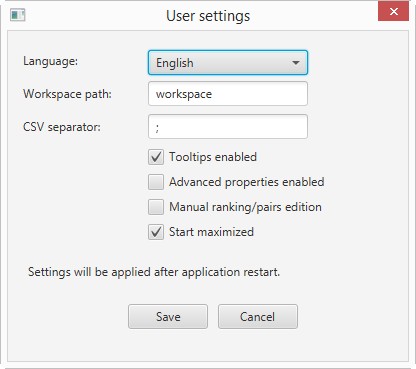 User settings
Language: English
Workspace path: workspace
CSV separator: ;
Tooltips enabled
Advanced properties enabled
Manual ranking/pairs edition
Start maximized
Settings will be applied after application restart.
Save Cancel